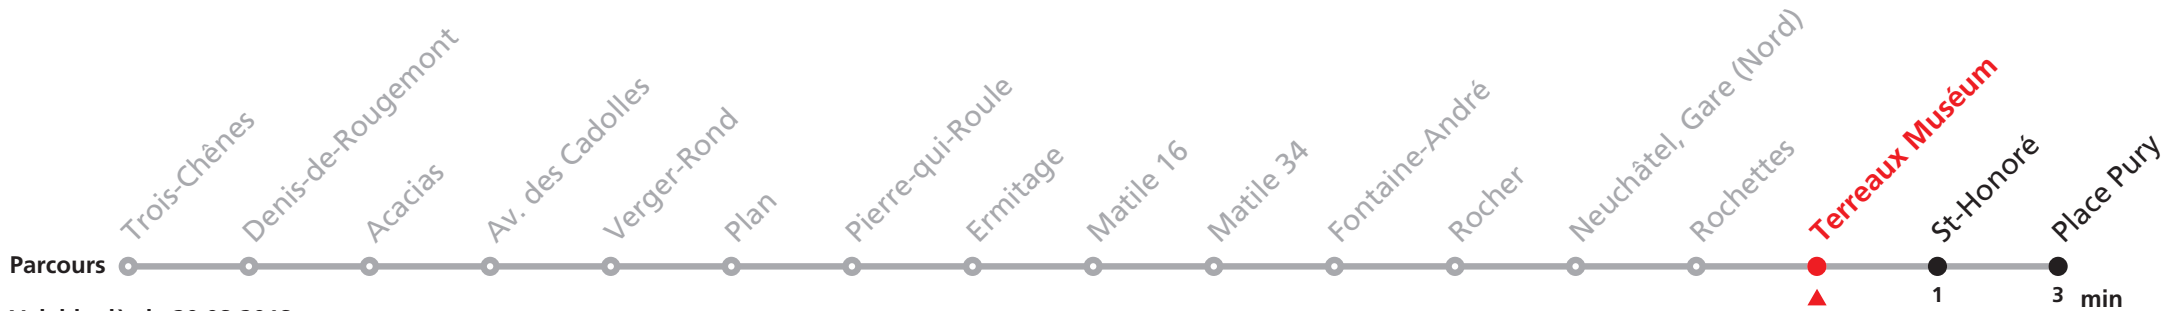 Trois-Chênes
Denis-de-Rougemont
Acacias
Av. des Cadolles
Verger-Rond
Plan
Pierre-qui-Roule
Ermitage
Matile 16
Matile 34
Fontaine-André
Rocher
Neuchâtel, Gare (Nord)
Rochettes
Terreaux Muséum
St-Honoré
Place Pury
Parcours
1 3 min